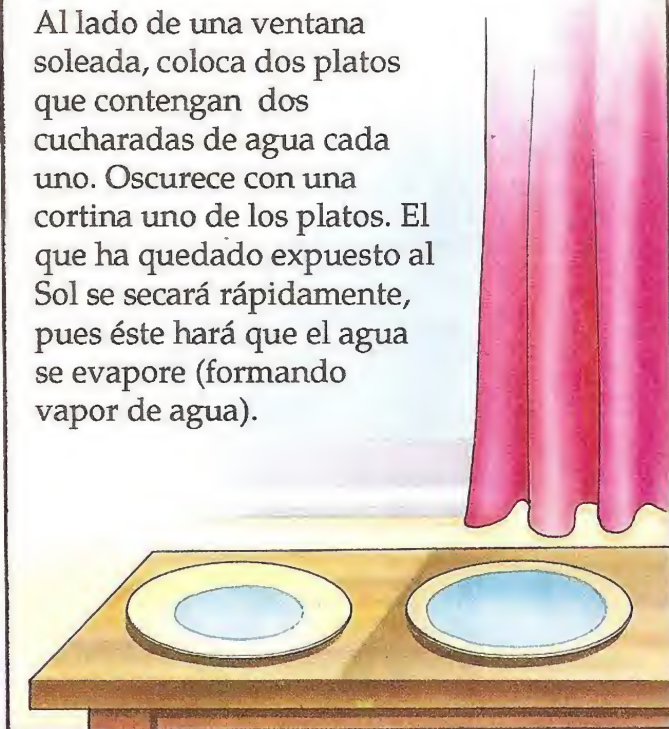 Al lado de una ventana
soleada, coloca dos platos
que contengan dos
cucharadas de agua cada
uno. Oscurece con una
cortina uno de los platos. El
que ha quedado expuesto al
Sol se secará rápidamente,
pues éste hará que el agua
se evapore (formando
vapor de agua).